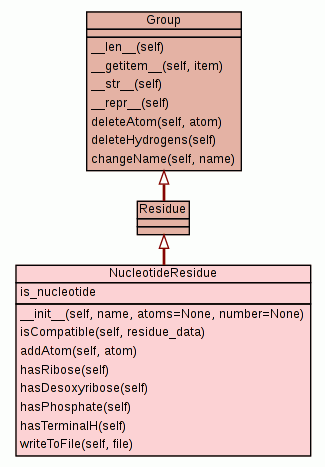 Group
__len__(self)
__getitem__(self, item)
__str__(self)
__repr__(self)
deleteAtom(self, atom)
deleteHydrogens(self)
changeName(self, name)
Residue
NucleotideResidue
is_nucleotide
__init__(self, name, atoms=None, number=None)
isCompatible(self, residue_data)
addAtom(self, atom)
hasRibose(self)
hasDesoxyribose(self)
hasPhosphate(self)
hasTerminalH(self)
writeToFile(self, file)